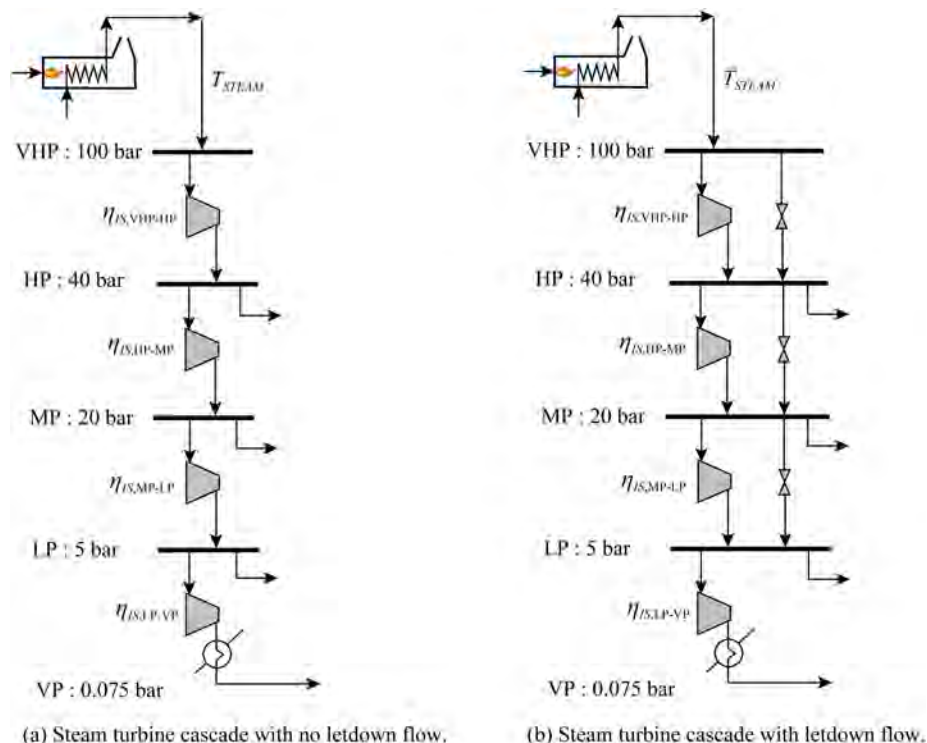 T_STEAM
T_STEAM
VHP : 100 bar
VHP : 100 bar
η_IS,VHP-HP
η_IS,VHP-HP
HP : 40 bar
HP : 40 bar
η_IS,HP-MP
η_IS,HP-MP
MP : 20 bar
MP : 20 bar
η_IS,MP-LP
η_IS,MP-LP
LP : 5 bar
LP : 5 bar
η_IS,LP-VP
η_IS,LP-VP
VP : 0.075 bar
VP : 0.075 bar
(a) Steam turbine cascade with no letdown flow.
(b) Steam turbine cascade with letdown flow.